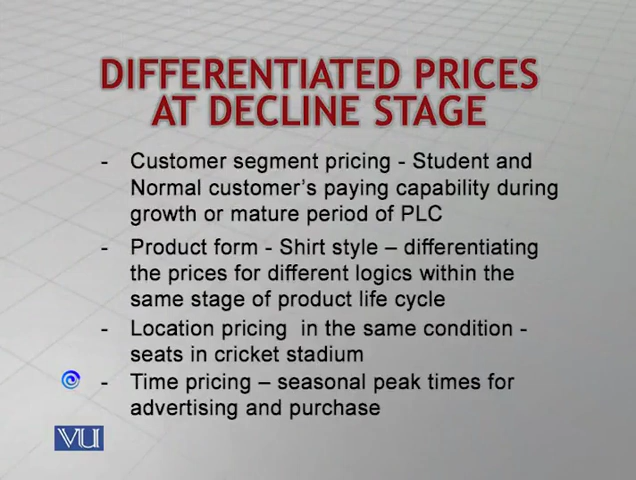 DIFFERENTIATED PRICES
AT DECLINE STAGE
- Customer segment pricing - Student and
Normal customer's paying capability during
growth or mature period of PLC
- Product form - Shirt style – differentiating
the prices for different logics within the
same stage of product life cycle
- Location pricing in the same condition -
seats in cricket stadium
- Time pricing – seasonal peak times for
advertising and purchase
VU